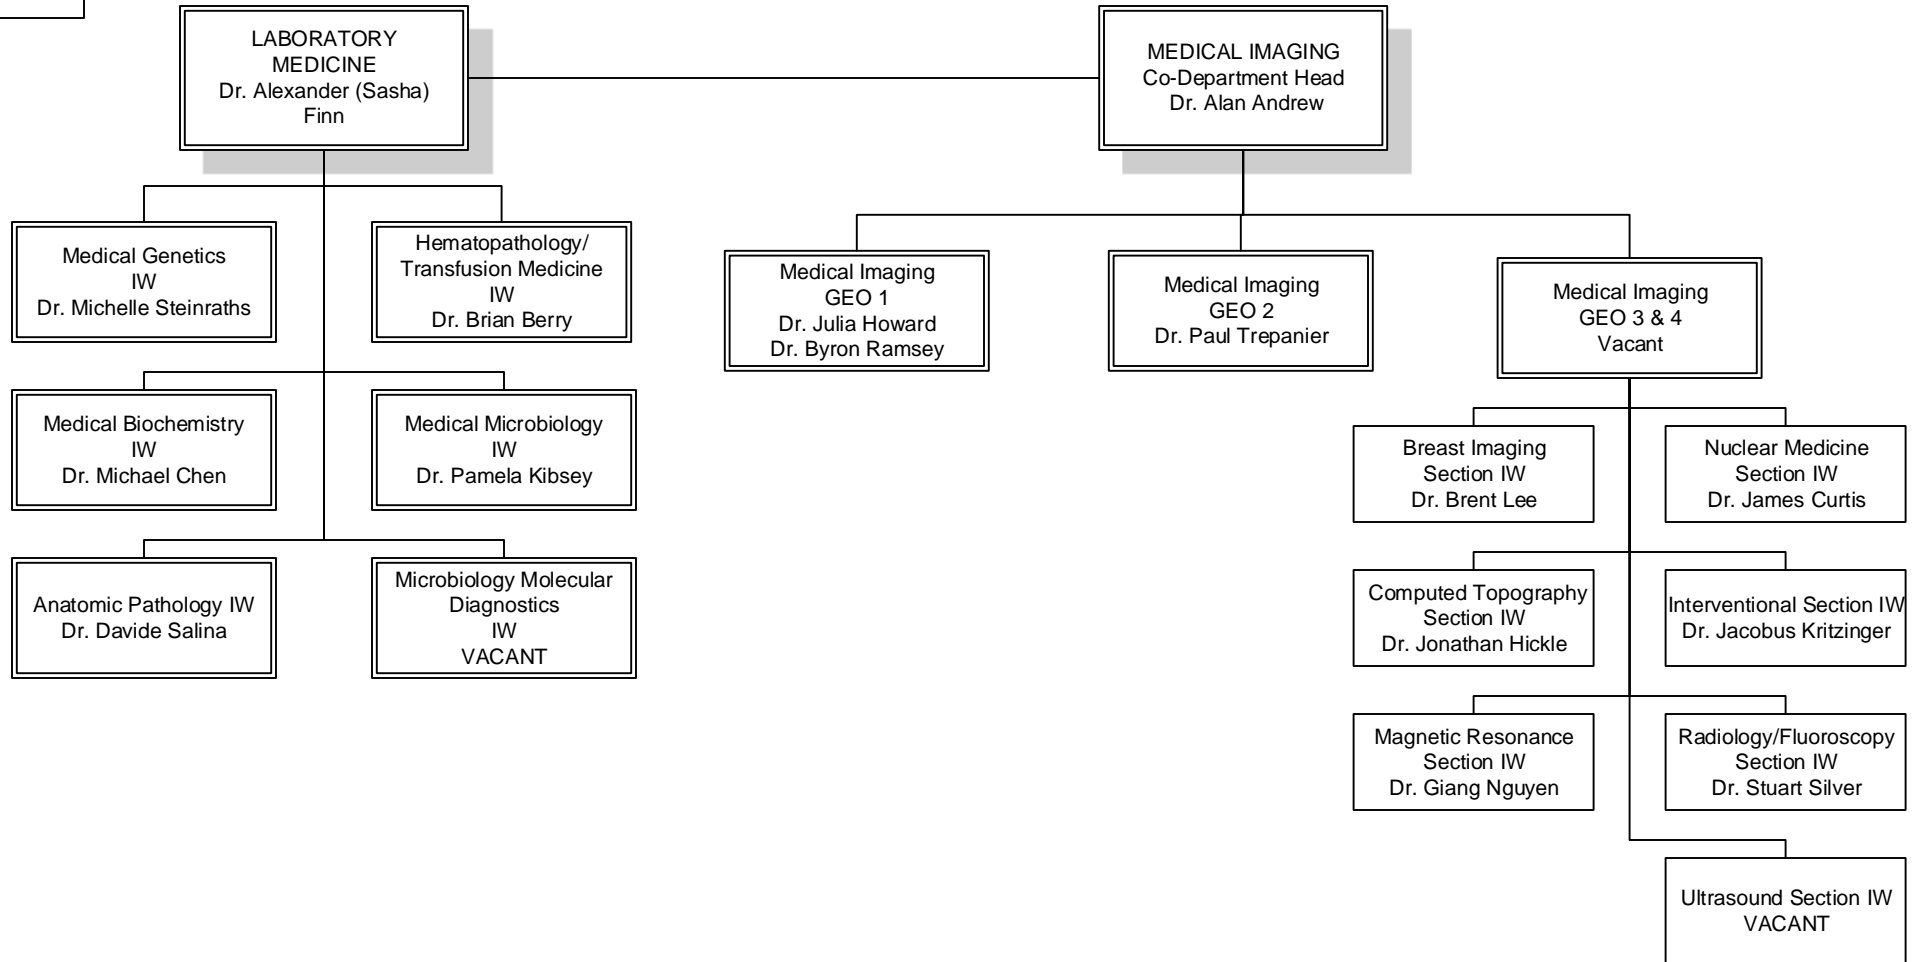 LABORATORY
MEDICINE
Dr. Alexander (Sasha)
Finn
MEDICAL IMAGING
Co-Department Head
Dr. Alan Andrew
Medical Genetics
IW
Dr. Michelle Steinraths
Hematopathology/
Transfusion Medicine
IW
Dr. Brian Berry
Medical Imaging
GEO 1
Dr. Julia Howard
Dr. Byron Ramsey
Medical Imaging
GEO 2
Dr. Paul Trepanier
Medical Imaging
GEO 3 & 4
Vacant
Medical Biochemistry
IW
Dr. Michael Chen
Medical Microbiology
IW
Dr. Pamela Kibsey
Breast Imaging
Section IW
Dr. Brent Lee
Nuclear Medicine
Section IW
Dr. James Curtis
Anatomic Pathology IW
Dr. Davide Salina
Microbiology Molecular
Diagnostics
IW
VACANT
Computed Topography
Section IW
Dr. Jonathan Hickle
Interventional Section IW
Dr. Jacobus Kritzinger
Magnetic Resonance
Section IW
Dr. Giang Nguyen
Radiology/Fluoroscopy
Section IW
Dr. Stuart Silver
Ultrasound Section IW
VACANT